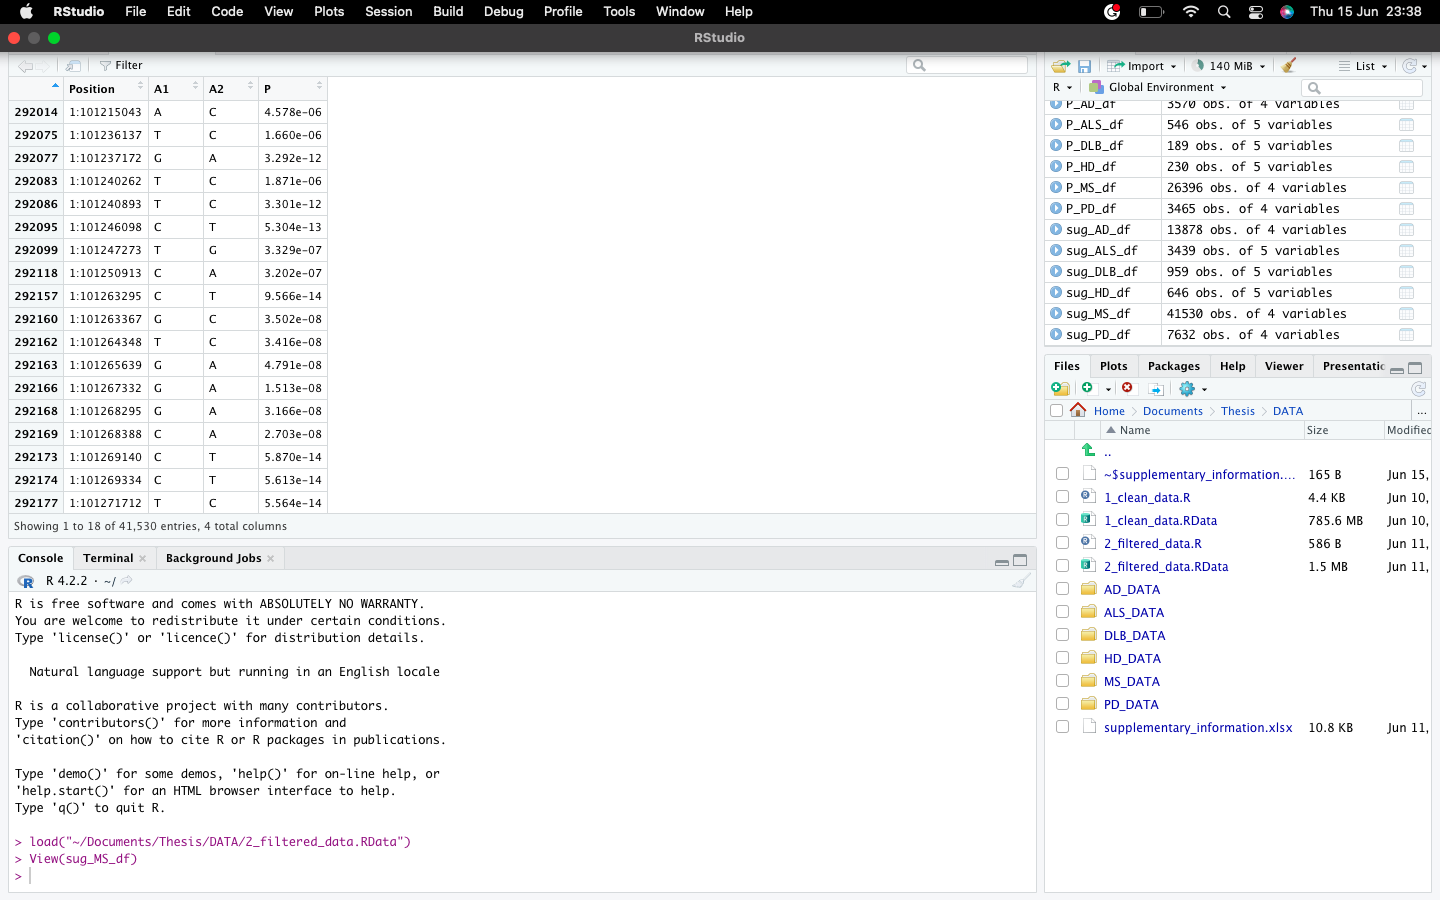 RStudio File Edit Code View Plots Session Build Debug Profile Tools Window Help Thu 15 Jun 23:38
RStudio
Filter
Position A1 A2 P
292014 1:101215043 A C 4.578e-06
292075 1:101236137 T C 1.660e-06
292077 1:101237172 G A 3.292e-12
292083 1:101240262 T C 1.871e-06
292086 1:101240893 T C 3.301e-12
292095 1:101246098 C T 5.304e-13
292099 1:101247273 T G 3.329e-07
292118 1:101250913 C A 3.202e-07
292157 1:101263295 C T 9.566e-14
292160 1:101263367 G C 3.502e-08
292162 1:101264348 T C 3.416e-08
292163 1:101265639 G A 4.791e-08
292166 1:101267332 G A 1.513e-08
292168 1:101268295 G A 3.166e-08
292169 1:101268388 C A 2.703e-08
292173 1:101269140 C T 5.870e-14
292174 1:101269334 C T 5.613e-14
292177 1:101271712 T C 5.564e-14
Showing 1 to 18 of 41,530 entries, 4 total columns
Console Terminal Background Jobs
R 4.2.2 · ~/
R is free software and comes with ABSOLUTELY NO WARRANTY.
You are welcome to redistribute it under certain conditions.
Type 'license()' or 'licence()' for distribution details.
Natural language support but running in an English locale
R is a collaborative project with many contributors.
Type 'contributors()' for more information and
'citation()' on how to cite R or R packages in publications.
Type 'demo()' for some demos, 'help()' for on-line help, or
'help.start()' for an HTML browser interface to help.
Type 'q()' to quit R.
> load("~/Documents/Thesis/DATA/2_filtered_data.RData")
> View(sug_MS_df)
>
Import 140 MiB List
R Global Environment
P_AD_df 3570 obs. of 4 variables
P_ALS_df 546 obs. of 5 variables
P_DLB_df 189 obs. of 5 variables
P_HD_df 230 obs. of 5 variables
P_MS_df 26396 obs. of 4 variables
P_PD_df 3465 obs. of 4 variables
sug_AD_df 13878 obs. of 4 variables
sug_ALS_df 3439 obs. of 5 variables
sug_DLB_df 959 obs. of 5 variables
sug_HD_df 646 obs. of 5 variables
sug_MS_df 41530 obs. of 4 variables
sug_PD_df 7632 obs. of 4 variables
Files Plots Packages Help Viewer Presentatic
Home Documents Thesis DATA ...
Name Size Modified
..
~$supplementary_information.... 165 B Jun 15,
1_clean_data.R 4.4 KB Jun 10,
1_clean_data.RData 785.6 MB Jun 10,
2_filtered_data.R 586 B Jun 11,
2_filtered_data.RData 1.5 MB Jun 11,
AD_DATA
ALS_DATA
DLB_DATA
HD_DATA
MS_DATA
PD_DATA
supplementary_information.xlsx 10.8 KB Jun 11,